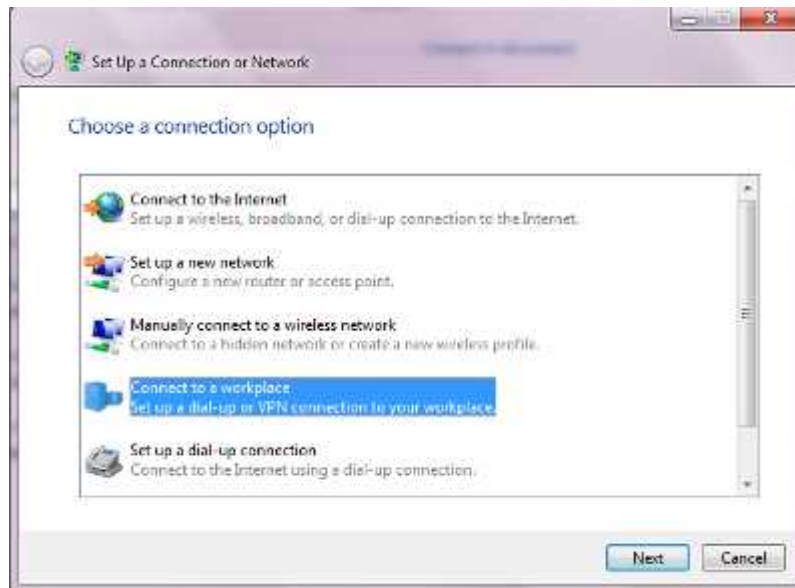 Set Up a Connection or Network
Choose a connection option
Connect to the Internet
Set up a wireless, broadband, or dial-up connection to the Internet.
Set up a new network
Configure a new router or access point.
Manually connect to a wireless network
Connect to a hidden network or create a new wireless profile.
Connect to a workplace
Set up a dial-up or VPN connection to your workplace.
Set up a dial-up connection
Connect to the Internet using a dial-up connection.
Next Cancel